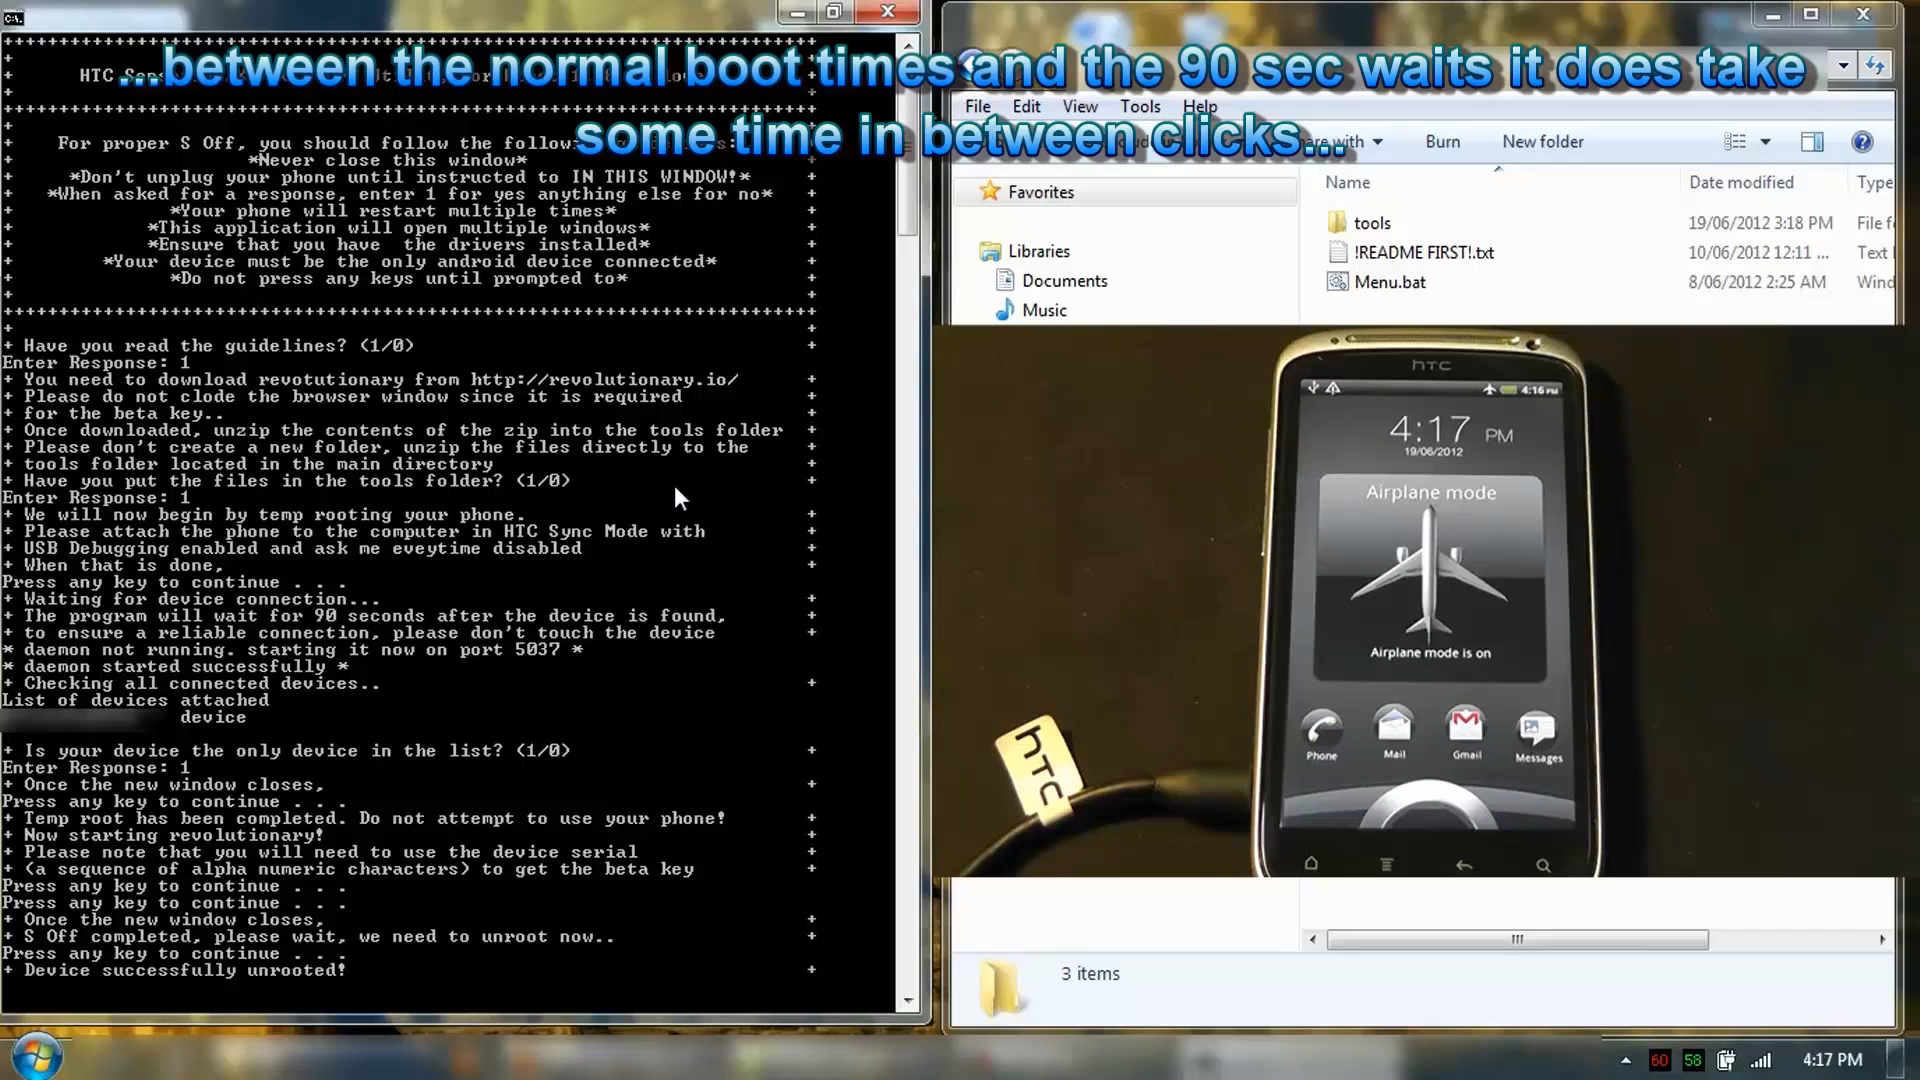 ...between the normal boot times and the 90 sec waits it does take
some time in between clicks...
HTC
For proper S Off, you should follow the
*Never close this window*
*Don't unplug your phone until instructed to IN THIS WINDOW!*
*When asked for a response, enter 1 for yes anything else for no*
*Your phone will restart multiple times*
*This application will open multiple windows*
*Ensure that you have  the drivers installed*
*Your device must be the only android device connected*
*Do not press any keys until prompted to*
+ Have you read the guidelines? (1/0)
Enter Response: 1
+ You need to download revotutionary from http://revolutionary.io/
+ Please do not clode the browser window since it is required
+ for the beta key..
+ Once downloaded, unzip the contents of the zip into the tools folder
+ Please don't create a new folder, unzip the files directly to the
+ tools folder located in the main directory
+ Have you put the files in the tools folder? (1/0)
Enter Response: 1
+ We will now begin by temp rooting your phone.
+ Please attach the phone to the computer in HTC Sync Mode with
+ USB Debugging enabled and ask me eveytime disabled
+ When that is done,
Press any key to continue . . .
+ Waiting for device connection...
+ The program will wait for 90 seconds after the device is found,
+ to ensure a reliable connection, please don't touch the device
* daemon not running. starting it now on port 5037 *
* daemon started successfully *
+ Checking all connected devices..
List of devices attached
device
+ Is your device the only device in the list? (1/0)
Enter Response: 1
+ Once the new window closes,
Press any key to continue . . .
+ Temp root has been completed. Do not attempt to use your phone!
+ Now starting revolutionary!
+ Please note that you will need to use the device serial
+ (a sequence of alpha numeric characters) to get the beta key
Press any key to continue . . .
Press any key to continue . . .
+ Once the new window closes,
+ S Off completed, please wait, we need to unroot now..
Press any key to continue . . .
+ Device successfully unrooted!
File Edit View Tools Help
with Burn New folder
Favorites
Libraries
Documents
Music
Name Date modified Type
tools 19/06/2012 3:18 PM File f
!README FIRST!.txt 10/06/2012 12:11 ... Text
Menu.bat 8/06/2012 2:25 AM Wind
htc
4:16 PM
4:17 PM
19/06/2012
Airplane mode
Airplane mode is on
Phone Mail Gmail Messages
hTC
3 items
60 58 4:17 PM